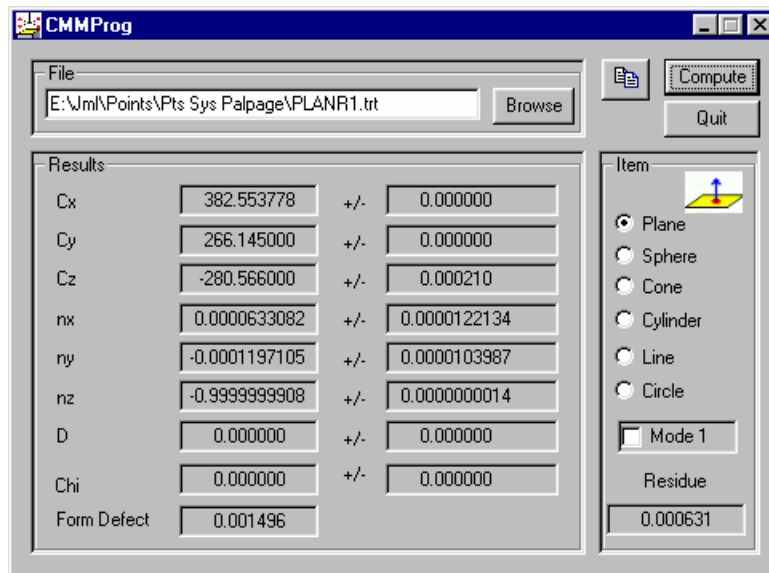 CMMProg
File
E:\Jml\Points\Pts Sys Palpage\PLANR1.trt
Browse
Compute
Quit
Results
Cx 382.553778 +/- 0.000000
Cy 266.145000 +/- 0.000000
Cz -280.566000 +/- 0.000210
nx 0.0000633082 +/- 0.0000122134
ny -0.0001197105 +/- 0.0000103987
nz -0.9999999908 +/- 0.0000000014
D 0.000000 +/- 0.000000
Chi 0.000000 +/- 0.000000
Form Defect 0.001496
Item
Plane
Sphere
Cone
Cylinder
Line
Circle
Mode 1
Residue
0.000631